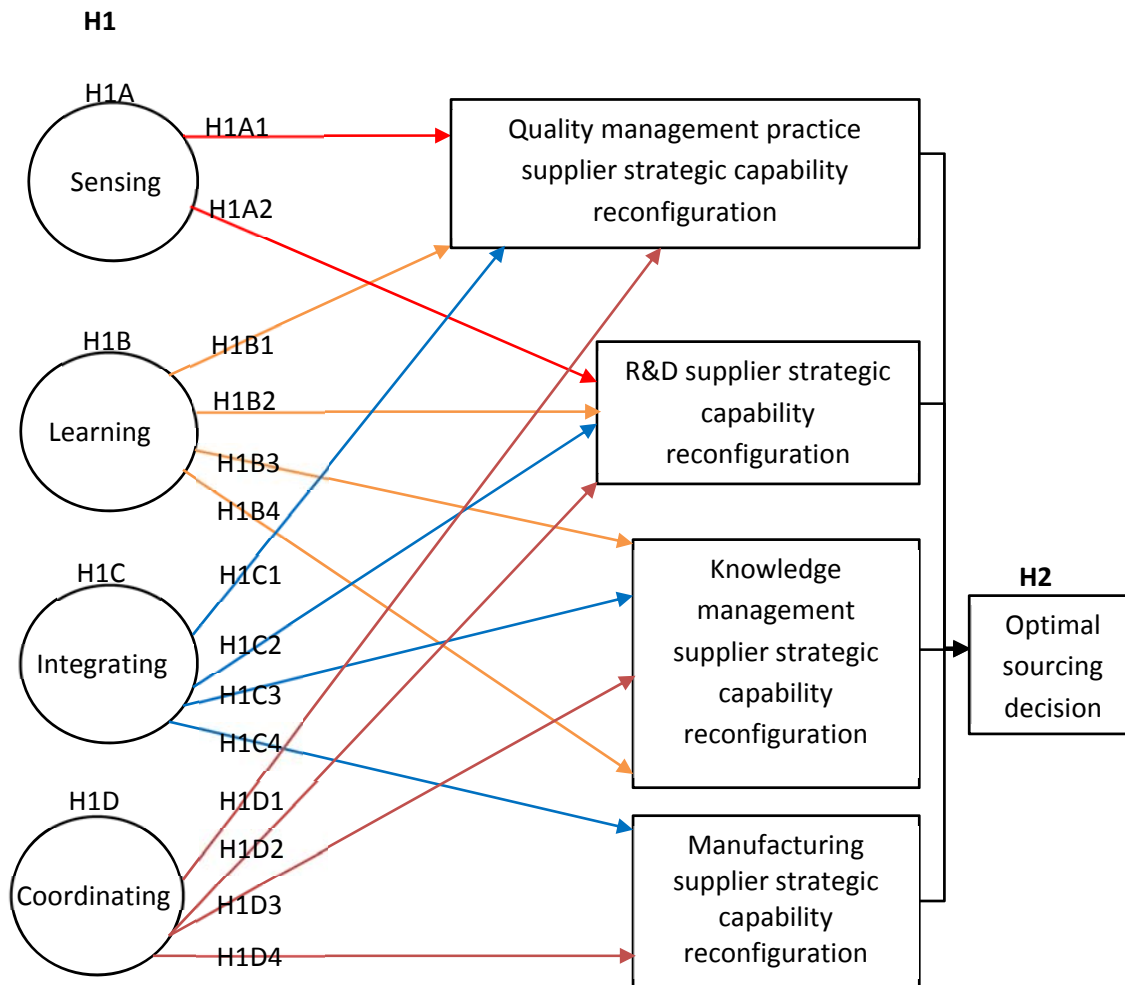 H1
H1A
H1A1
Sensing
H1A2
Quality management practice
supplier strategic capability
reconfiguration
H1B
H1B1
H1B2
Learning
H1B3
H1B4
R&D supplier strategic
capability
reconfiguration
H1C
H1C1
Integrating
H1C2
H1C3
H1C4
Knowledge
management
supplier strategic
capability
reconfiguration
H2
Optimal
sourcing
decision
H1D
H1D1
H1D2
Coordinating
H1D3
H1D4
Manufacturing
supplier strategic
capability
reconfiguration